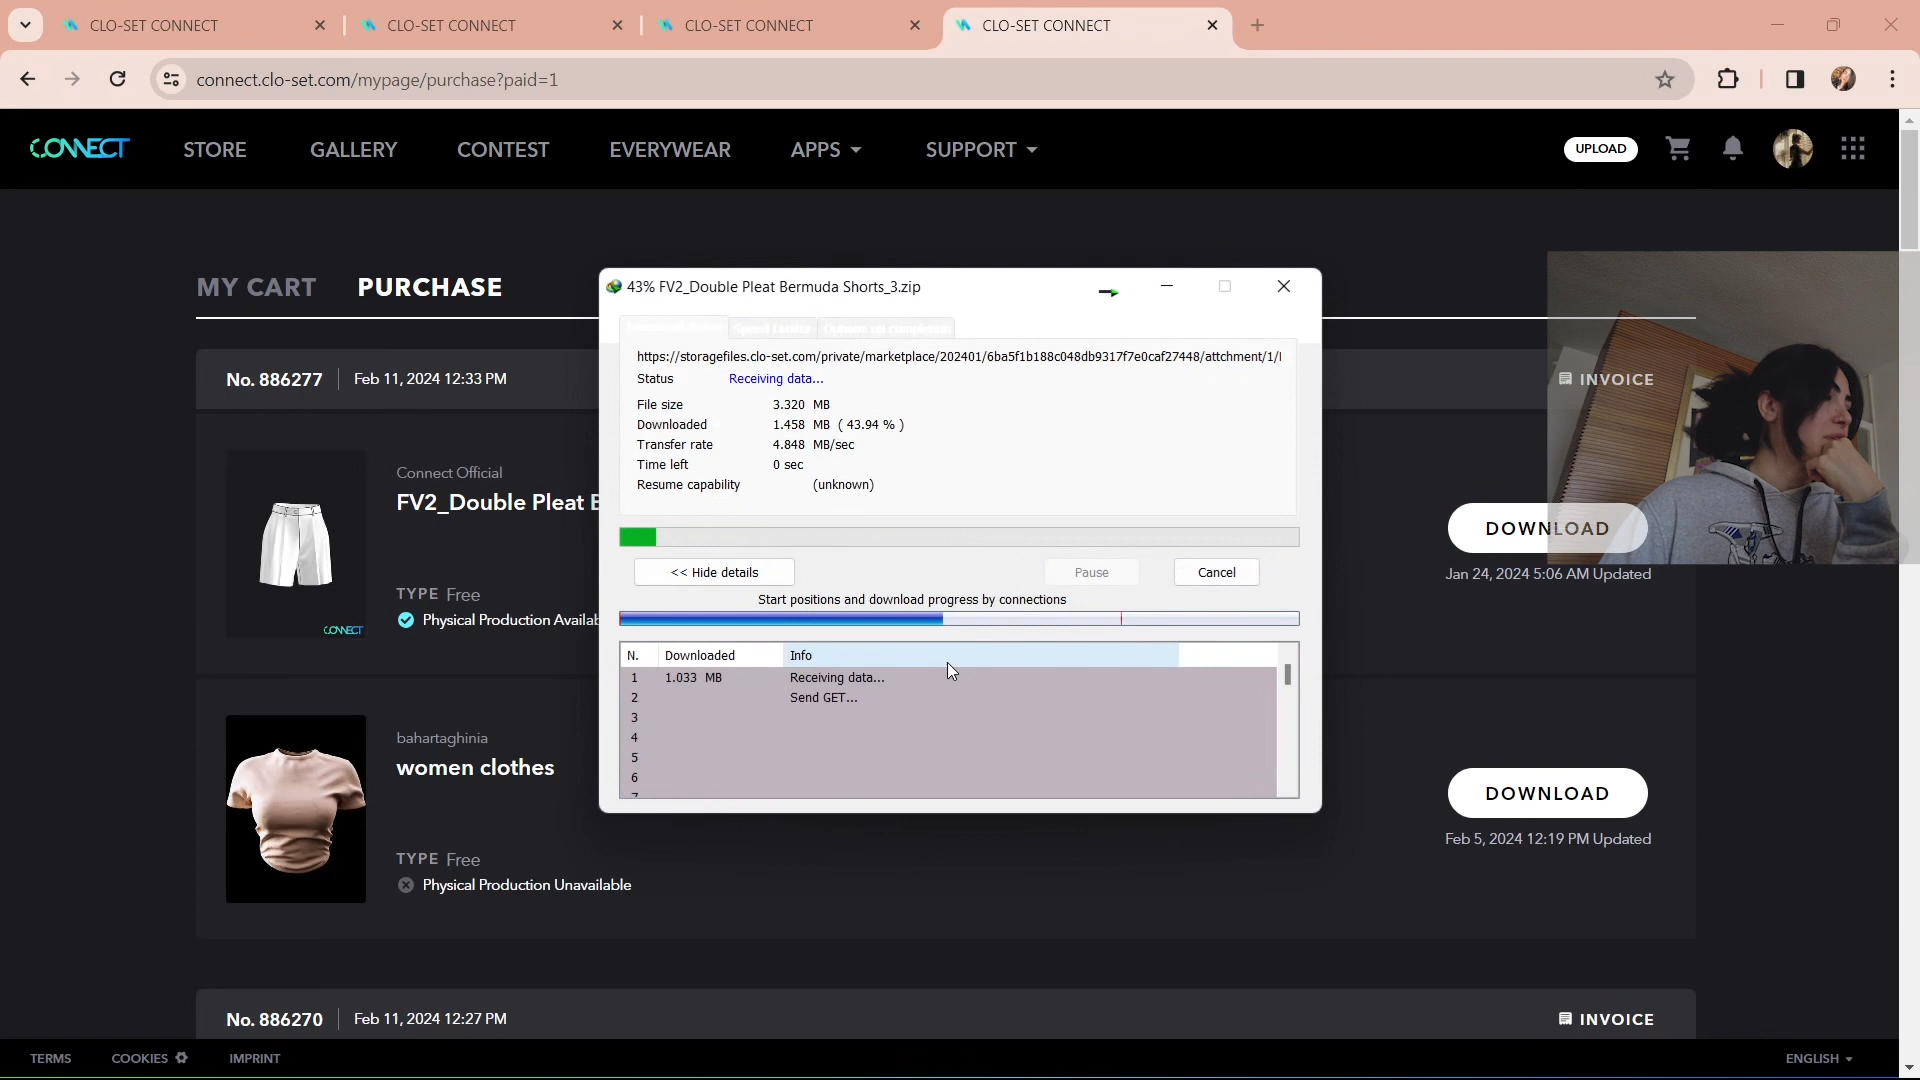 CLO-SET CONNECT
CLO-SET CONNECT
CLO-SET CONNECT
CLO-SET CONNECT
connect.clo-set.com/mypage/purchase?paid=1
CONNECT
STORE
GALLERY
CONTEST
EVERYWEAR
APPS
SUPPORT
UPLOAD
MY CART
PURCHASE
No. 886277
Feb 11, 2024 12:33 PM
INVOICE
Connect Official
FV2_Double Pleat B
TYPE Free
Physical Production Availab
CONNECT
DOWNLOAD
Jan 24, 2024 5:06 AM Updated
43% FV2_Double Pleat Bermuda Shorts_3.zip
Speed Limiter
Options on completion
https://storagefiles.clo-set.com/private/marketplace/202401/6ba5f1b188c048db9317f7e0caf27448/attchment/1/I
Status Receiving data...
File size 3.320 MB
Downloaded 1.458 MB ( 43.94 % )
Transfer rate 4.848 MB/sec
Time left 0 sec
Resume capability (unknown)
<< Hide details
Pause
Cancel
Start positions and download progress by connections
N. Downloaded Info
1 1.033 MB Receiving data...
2 Send GET...
3
4
5
6
7
bahartaghinia
women clothes
TYPE Free
Physical Production Unavailable
DOWNLOAD
Feb 5, 2024 12:19 PM Updated
No. 886270
Feb 11, 2024 12:27 PM
INVOICE
TERMS
COOKIES
IMPRINT
ENGLISH